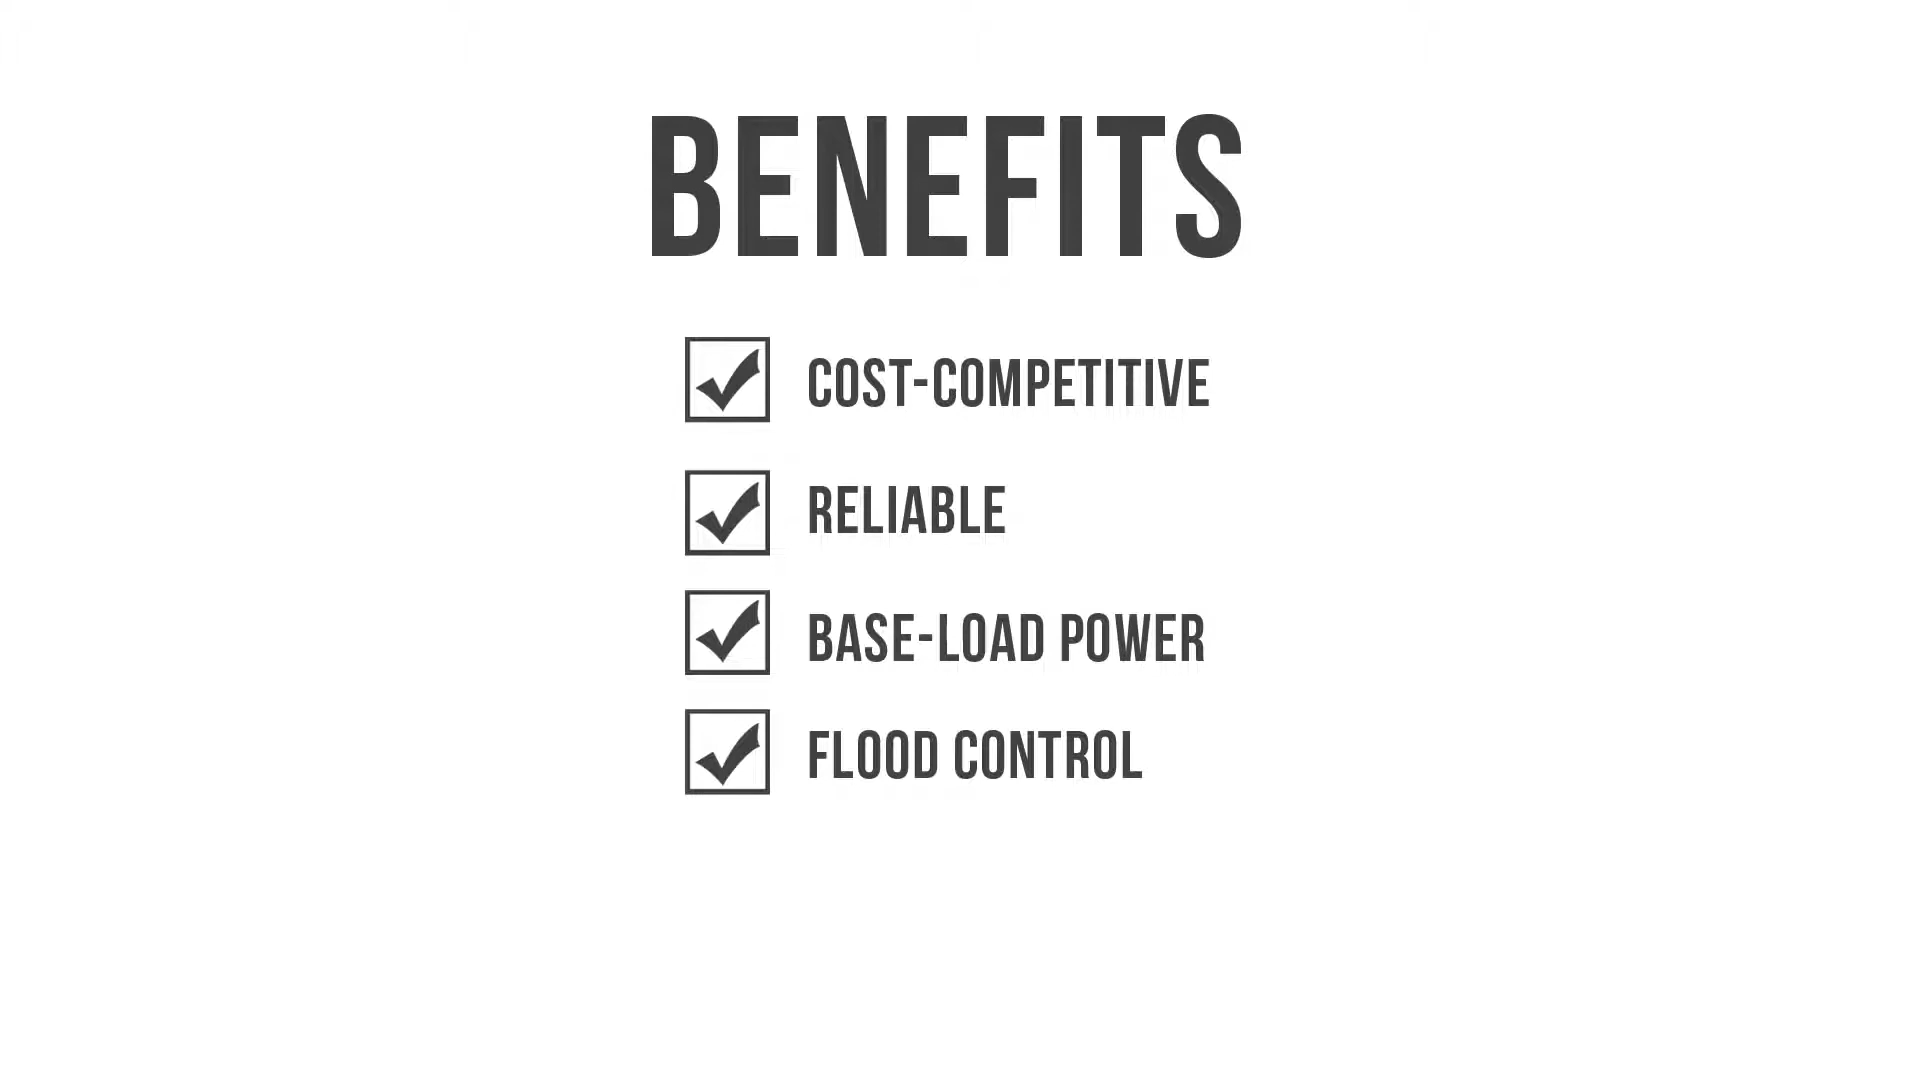 BENEFITS
COST-COMPETITIVE
RELIABLE
BASE-LOAD POWER
FLOOD CONTROL